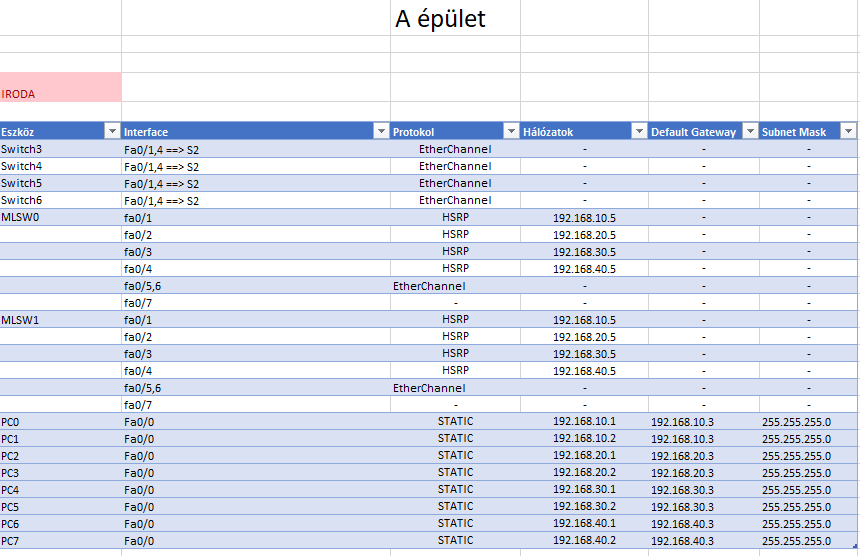 A épület
IRODA
Eszköz Interface Protokol Hálózatok Default Gateway Subnet Mask
Switch3 Fa0/1,4 ==> S2 EtherChannel - - -
Switch4 Fa0/1,4 ==> S2 EtherChannel - - -
Switch5 Fa0/1,4 ==> S2 EtherChannel - - -
Switch6 Fa0/1,4 ==> S2 EtherChannel - - -
MLSW0 fa0/1 HSRP 192.168.10.5 - -
fa0/2 HSRP 192.168.20.5 - -
fa0/3 HSRP 192.168.30.5 - -
fa0/4 HSRP 192.168.40.5 - -
fa0/5,6 EtherChannel - - -
fa0/7 - - - -
MLSW1 fa0/1 HSRP 192.168.10.5 - -
fa0/2 HSRP 192.168.20.5 - -
fa0/3 HSRP 192.168.30.5 - -
fa0/4 HSRP 192.168.40.5 - -
fa0/5,6 EtherChannel - - -
fa0/7 - - - -
PC0 Fa0/0 STATIC 192.168.10.1 192.168.10.3 255.255.255.0
PC1 Fa0/0 STATIC 192.168.10.2 192.168.10.3 255.255.255.0
PC2 Fa0/0 STATIC 192.168.20.1 192.168.20.3 255.255.255.0
PC3 Fa0/0 STATIC 192.168.20.2 192.168.20.3 255.255.255.0
PC4 Fa0/0 STATIC 192.168.30.1 192.168.30.3 255.255.255.0
PC5 Fa0/0 STATIC 192.168.30.2 192.168.30.3 255.255.255.0
PC6 Fa0/0 STATIC 192.168.40.1 192.168.40.3 255.255.255.0
PC7 Fa0/0 STATIC 192.168.40.2 192.168.40.3 255.255.255.0